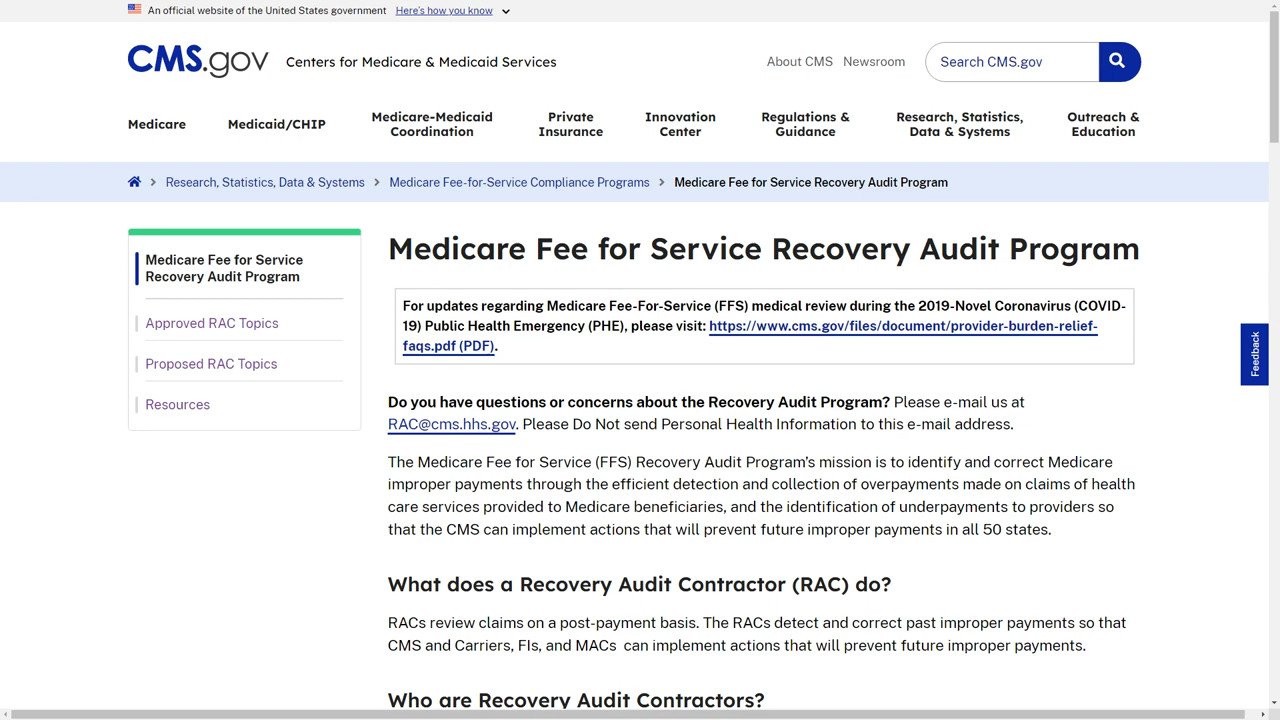 An official website of the United States government Here's how you know
CMS.gov Centers for Medicare & Medicaid Services
About CMS Newsroom
Search CMS.gov
Medicare
Medicaid/CHIP
Medicare-Medicaid
Coordination
Private
Insurance
Innovation
Center
Regulations &
Guidance
Research, Statistics,
Data & Systems
Outreach &
Education
Research, Statistics, Data & Systems
Medicare Fee-for-Service Compliance Programs
Medicare Fee for Service Recovery Audit Program
Medicare Fee for Service
Recovery Audit Program
Approved RAC Topics
Proposed RAC Topics
Resources
Medicare Fee for Service Recovery Audit Program
For updates regarding Medicare Fee-For-Service (FFS) medical review during the 2019-Novel Coronavirus (COVID-
19) Public Health Emergency (PHE), please visit: https://www.cms.gov/files/document/provider-burden-relief-
faqs.pdf (PDF).
Do you have questions or concerns about the Recovery Audit Program? Please e-mail us at
RAC@cms.hhs.gov. Please Do Not send Personal Health Information to this e-mail address.
The Medicare Fee for Service (FFS) Recovery Audit Program's mission is to identify and correct Medicare
improper payments through the efficient detection and collection of overpayments made on claims of health
care services provided to Medicare beneficiaries, and the identification of underpayments to providers so
that the CMS can implement actions that will prevent future improper payments in all 50 states.
What does a Recovery Audit Contractor (RAC) do?
RACs review claims on a post-payment basis. The RACs detect and correct past improper payments so that
CMS and Carriers, FIs, and MACs can implement actions that will prevent future improper payments.
Who are Recovery Audit Contractors?
Feedback